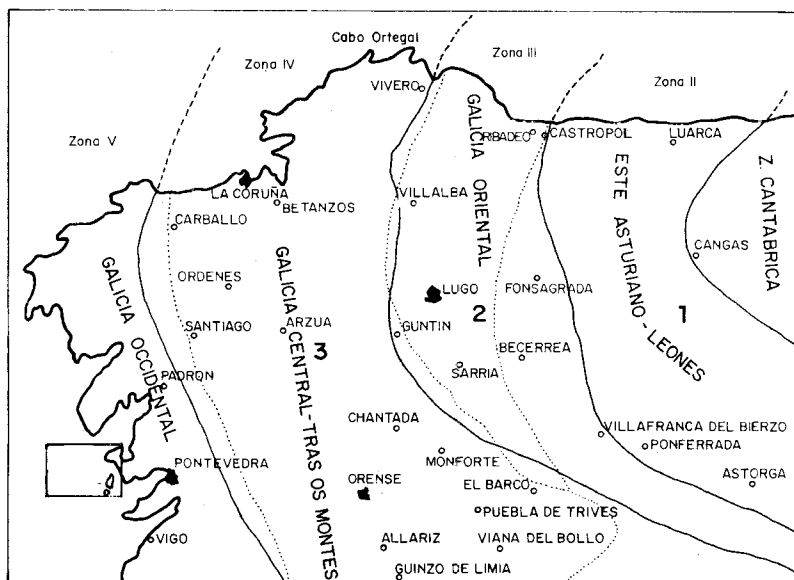 Cabo Ortegal
Zona III
Zona IV
Zona II
VIVERO
Zona V
RIBADEO
CASTROPOL
LUARCA
GALICIA ORIENTAL
ESTE ASTURIANO-LEONES
Z. CANTABRICA
LA CORUÑA
BETANZOS
VILLALBA
CARBALLO
CANGAS
GALICIA OCCIDENTAL
ORDENES
GALICIA CENTRAL-TRAS OS MONTES
LUGO
FONSAGRADA
SANTIAGO
ARZUA
3
GUNTIN
2
1
BECERREA
SARRIA
PADRON
CHANTADA
VILLAFRANCA DEL BIERZO
PONFERRADA
MONFORTE
PONTEVEDRA
ORENSE
EL BARCO
ASTORGA
PUEBLA DE TRIVES
VIGO
ALLARIZ
VIANA DEL BOLLO
GUINZO DE LIMIA